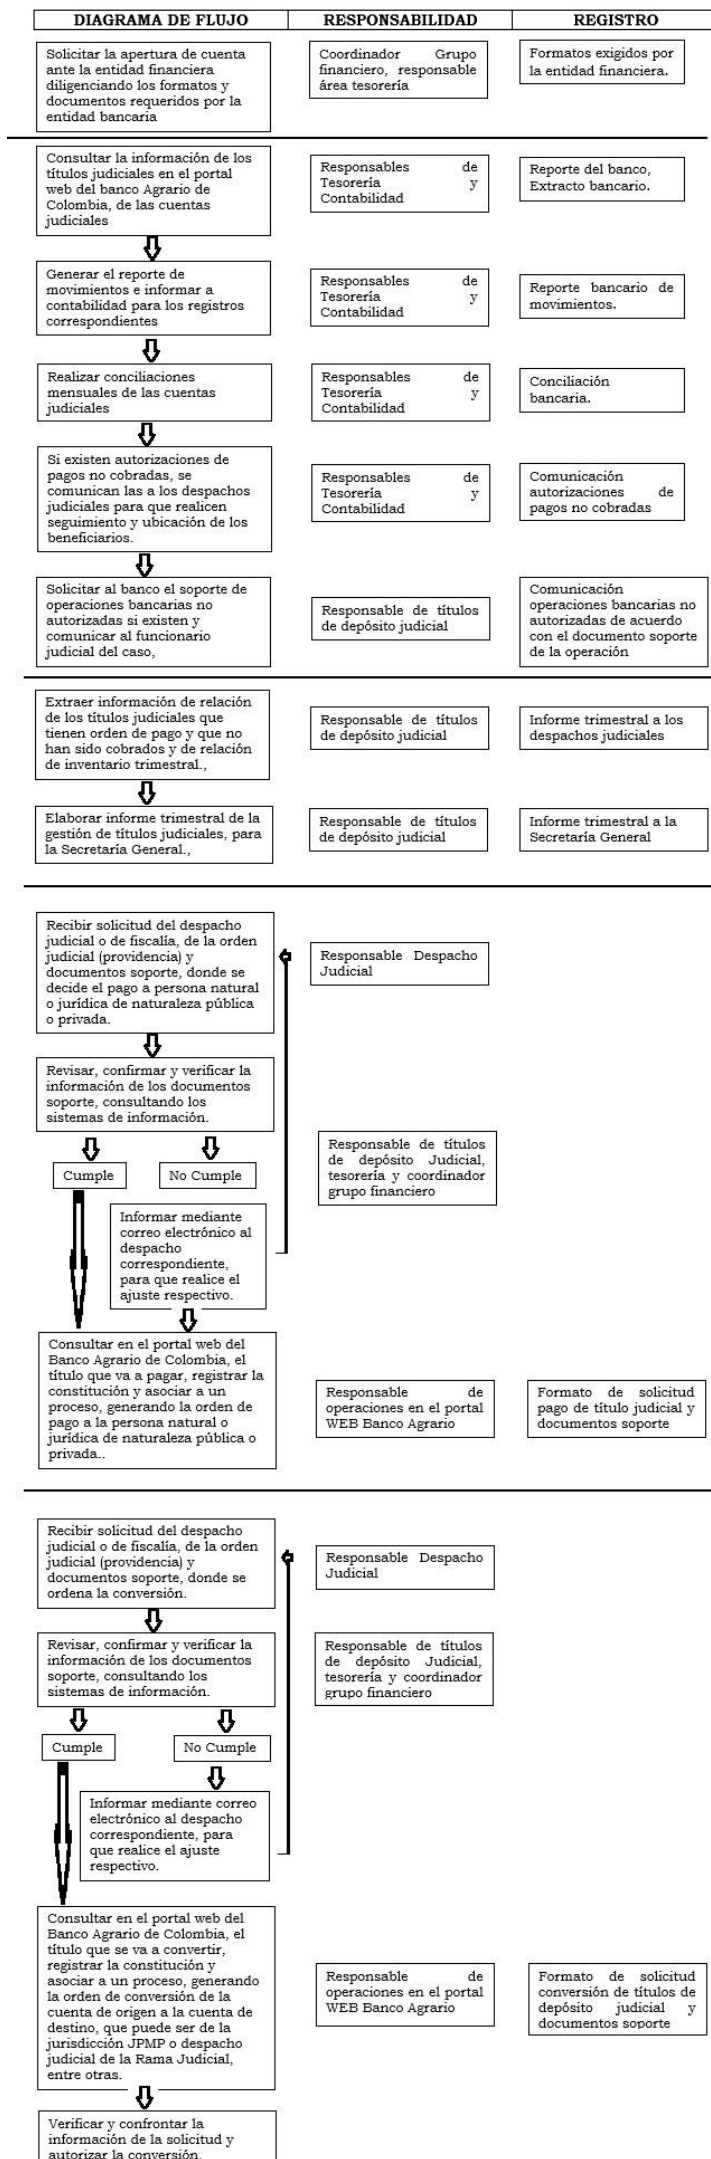 DIAGRAMA DE FLUJO
RESPONSABILIDAD
REGISTRO
Solicitar la apertura de cuenta
ante la entidad financiera
diligenciando los formatos y
documentos requeridos por la
entidad bancaria
Coordinador Grupo
financiero, responsable
área tesorería
Formatos exigidos por
la entidad financiera.
Consultar la información de los
títulos judiciales en el portal
web del banco Agrario de
Colombia, de las cuentas
judiciales
Responsables de
Tesorería y
Contabilidad
Reporte del banco,
Extracto bancario.
Generar el reporte de
movimientos e informar a
contabilidad para los registros
correspondientes
Responsables de
Tesorería y
Contabilidad
Reporte bancario de
movimientos.
Realizar conciliaciones
mensuales de las cuentas
judiciales
Responsables de
Tesorería y
Contabilidad
Conciliación
bancaria.
Si existen autorizaciones de
pagos no cobradas, se
comunican las a los despachos
judiciales para que realicen
seguimiento y ubicación de los
beneficiarios.
Responsables de
Tesorería y
Contabilidad
Comunicación
autorizaciones de
pagos no cobradas
Solicitar al banco el soporte de
operaciones bancarias no
autorizadas si existen y
comunicar al funcionario
judicial del caso,
Responsable de títulos
de depósito judicial
Comunicación
operaciones bancarias no
autorizadas de acuerdo
con el documento soporte
de la operación
Extraer información de relación
de los títulos judiciales que
tienen orden de pago y que no
han sido cobrados y de relación
de inventario trimestral.,
Responsable de títulos
de depósito judicial
Informe trimestral a los
despachos judiciales
Elaborar informe trimestral de la
gestión de títulos judiciales, para
la Secretaría General.,
Responsable de títulos
de depósito judicial
Informe trimestral a la
Secretaría General
Recibir solicitud del despacho
judicial o de fiscalía, de la orden
judicial (providencia) y
documentos soporte, donde se
decide el pago a persona natural
o jurídica de naturaleza pública
o privada.
Responsable Despacho
Judicial
Revisar, confirmar y verificar la
información de los documentos
soporte, consultando los
sistemas de información.
Responsable de títulos
de depósito Judicial,
tesorería y coordinador
grupo financiero
Cumple
No Cumple
Informar mediante
correo electrónico al
despacho
correspondiente,
para que realice el
ajuste respectivo.
Consultar en el portal web del
Banco Agrario de Colombia, el
título que va a pagar, registrar la
constitución y asociar a un
proceso, generando la orden de
pago a la persona natural o
jurídica de naturaleza pública o
privada..
Responsable de
operaciones en el portal
WEB Banco Agrario
Formato de solicitud
pago de título judicial y
documentos soporte
Recibir solicitud del despacho
judicial o de fiscalía, de la orden
judicial (providencia) y
documentos soporte, donde se
ordena la conversión.
Responsable Despacho
Judicial
Revisar, confirmar y verificar la
información de los documentos
soporte, consultando los
sistemas de información.
Responsable de títulos
de depósito Judicial,
tesorería y coordinador
grupo financiero
Cumple
No Cumple
Informar mediante correo
electrónico al despacho
correspondiente, para
que realice el ajuste
respectivo.
Consultar en el portal web del
Banco Agrario de Colombia, el
título que se va a convertir,
registrar la constitución y
asociar a un proceso, generando
la orden de conversión de la
cuenta de origen a la cuenta de
destino, que puede ser de la
jurisdicción JPMP o despacho
judicial de la Rama Judicial,
entre otras.
Responsable de
operaciones en el portal
WEB Banco Agrario
Formato de solicitud
conversión de títulos de
depósito judicial y
documentos soporte
Verificar y confrontar la
información de la solicitud y
autorizar la conversión.